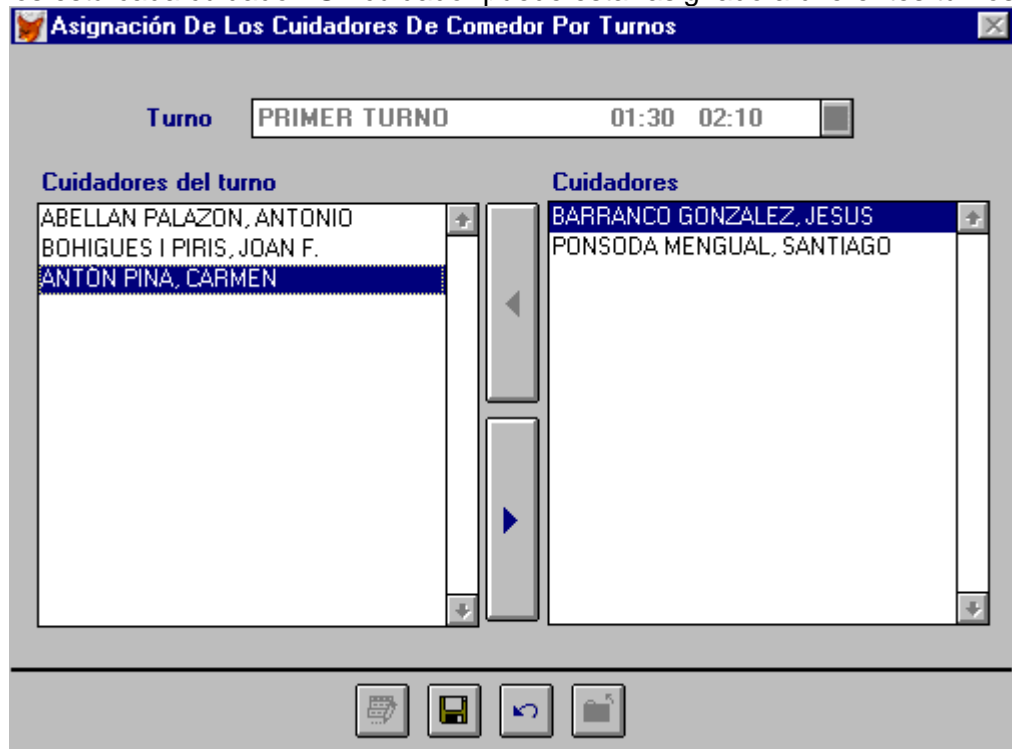 Asignación De Los Cuidadores De Comedor Por Turnos
Turno PRIMER TURNO 01:30 02:10
Cuidadores del turno
ABELLAN PALAZON, ANTONIO
BOHIGUES I PIRIS, JOAN F.
ANTÓN PINA, CARMEN
Cuidadores
BARRANCO GONZALEZ, JESUS
PONSODA MENGUAL, SANTIAGO